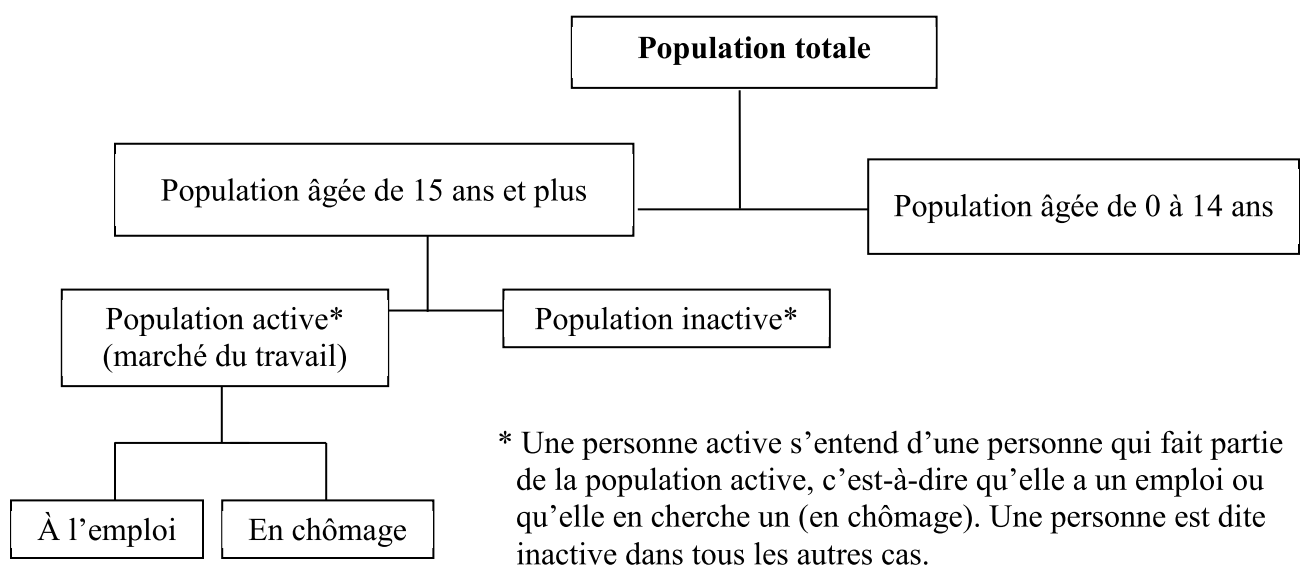 Population totale
Population âgée de 15 ans et plus
Population âgée de 0 à 14 ans
Population active*
(marché du travail)
Population inactive*
À l’emploi
En chômage
* Une personne active s’entend d’une personne qui fait partie
de la population active, c’est-à-dire qu’elle a un emploi ou
qu’elle en cherche un (en chômage). Une personne est dite
inactive dans tous les autres cas.